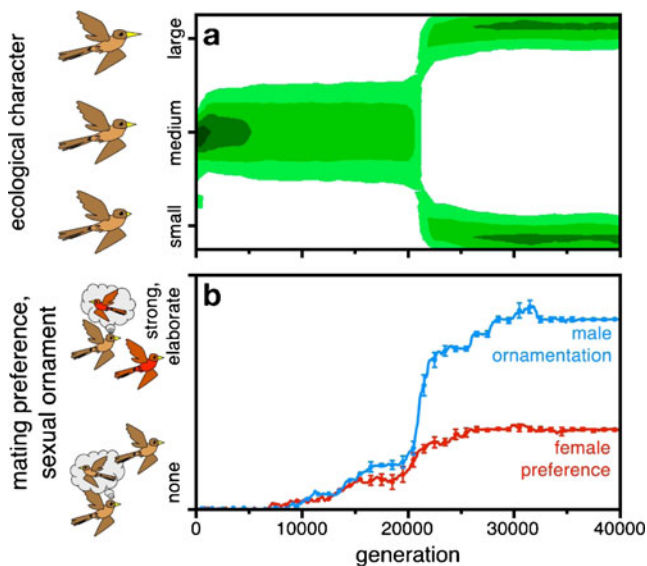 ecological character
large
medium
small
a
mating preference,
sexual ornament
strong,
elaborate
none
b
male
ornamentation
female
preference
0
10000
20000
30000
40000
generation